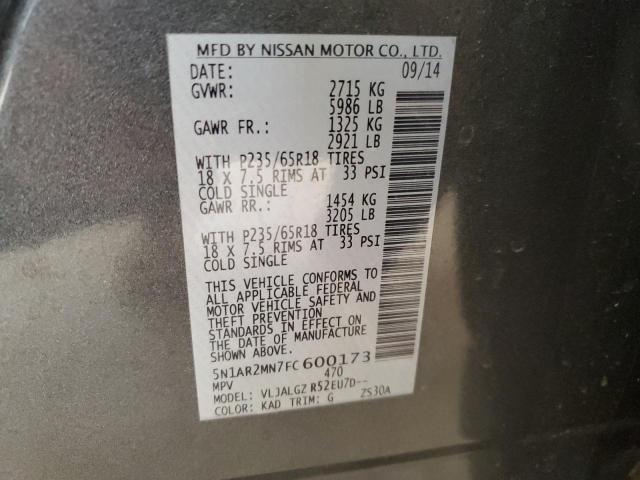 MFD BY NISSAN MOTOR CO., LTD.
DATE: 09/14
GVWR: 2715 KG
5986 LB
GAWR FR.: 1325 KG
2921 LB
WITH P235/65R18 TIRES
18 X 7.5 RIMS AT 33 PSI
COLD SINGLE
GAWR RR.: 1454 KG
3205 LB
WITH P235/65R18 TIRES
18 X 7.5 RIMS AT 33 PSI
COLD SINGLE
THIS VEHICLE CONFORMS TO
ALL APPLICABLE FEDERAL
MOTOR VEHICLE SAFETY AND
THEFT PREVENTION
STANDARDS IN EFFECT ON
THE DATE OF MANUFACTURE
SHOWN ABOVE.
5N1AR2MN7FC600173
MPV 470
MODEL: VLJALGZ RS2EU7D--
COLOR: KAD TRIM: G ZS30A